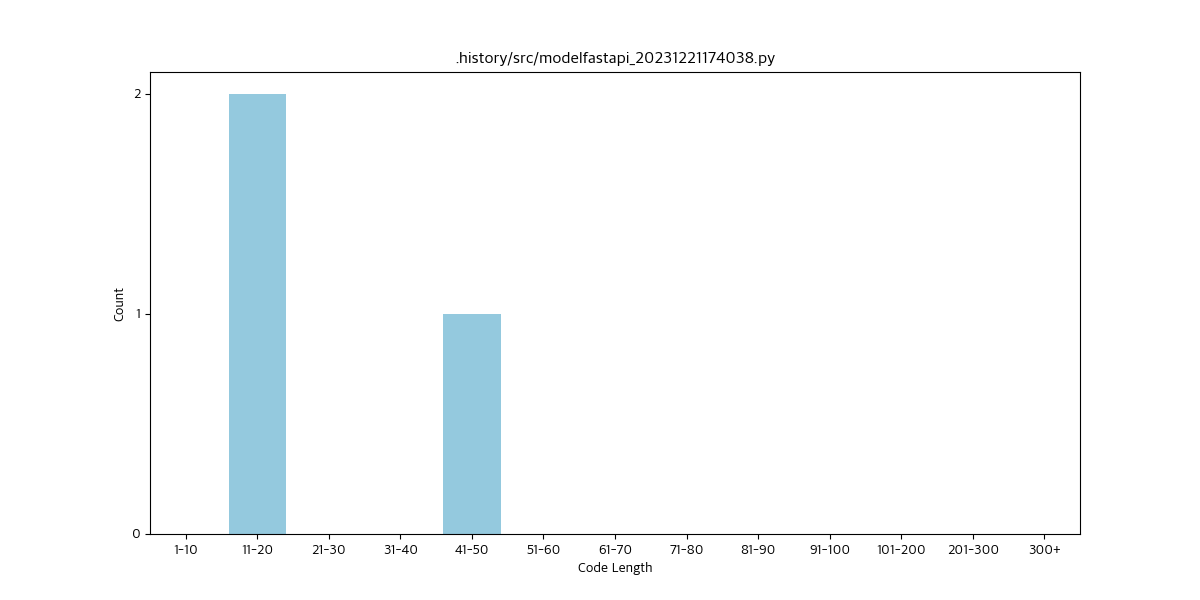 .history/src/modelfastapi_20231221174038.py
2
1
0
Count
1-10 11-20 21-30 31-40 41-50 51-60 61-70 71-80 81-90 91-100 101-200 201-300 300+
Code Length